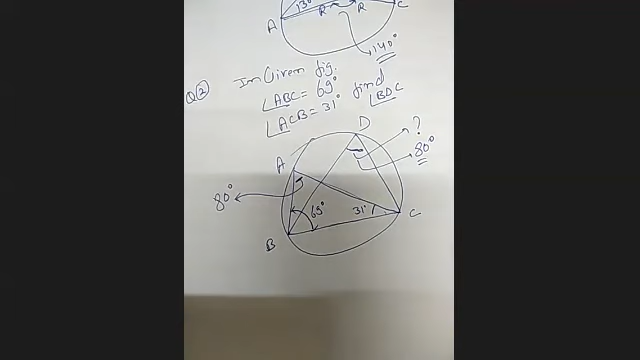 130°
A R R C
140°
Q② In Given fig.
∠ABC = 69°
∠ACB = 31° find ∠BDC
D
?
80°
A
80°
69° 31° C
B